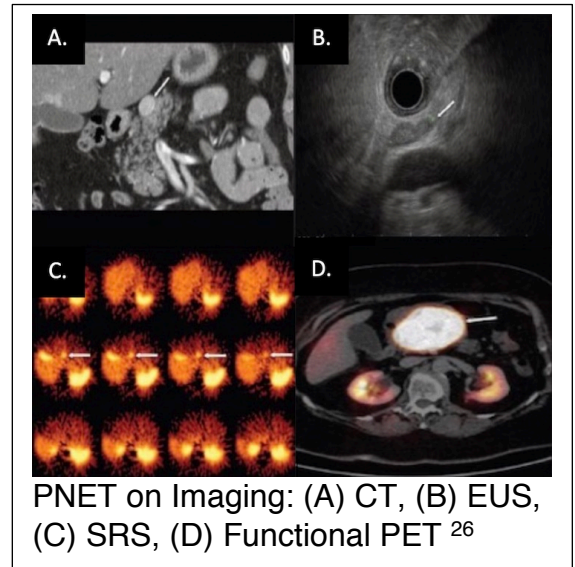 A.
B.
C.
D.
PNET on Imaging: (A) CT, (B) EUS,
(C) SRS, (D) Functional PET 26